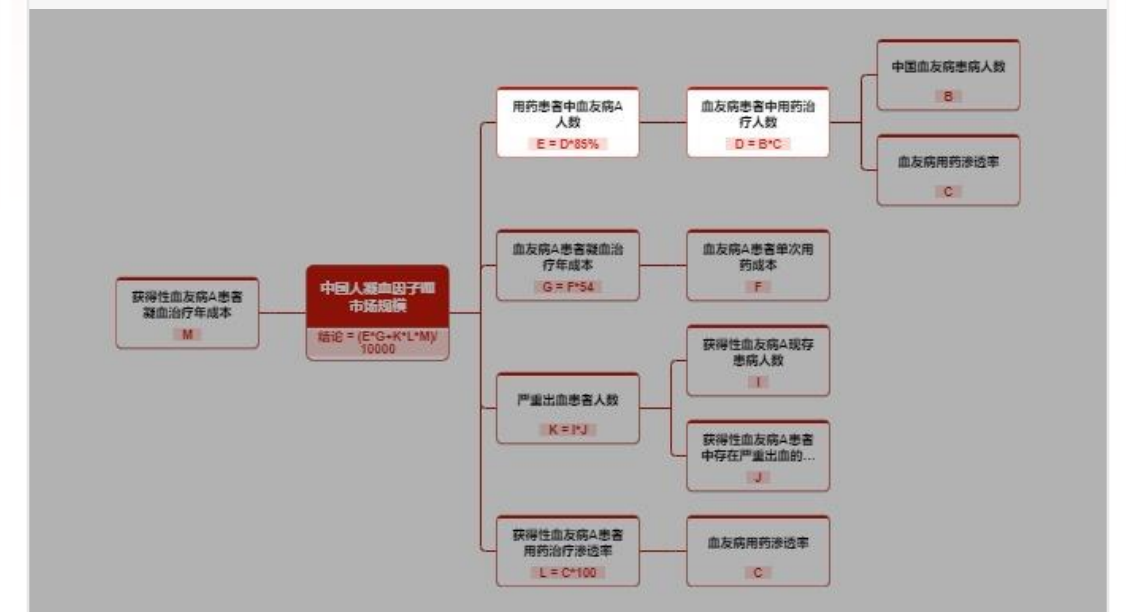 中国血友病患病人数
B
用药患者中血友病A
人数
E = D*85%
血友病患者中用药治
疗人数
D = B*C
血友病用药渗透率
C
血友病A患者凝血治
疗年成本
G = F*54
血友病A患者单次用
药成本
F
获得性血友病A患者
凝血治疗年成本
M
中国人凝血因子Ⅷ
市场规模
结论 = (E*G+K*L*M)/
10000
获得性血友病A现存
患病人数
I
严重出血患者人数
K = I*J
获得性血友病A患者
中存在严重出血的...
J
获得性血友病A患者
用药治疗渗透率
L = C*100
血友病用药渗透率
C